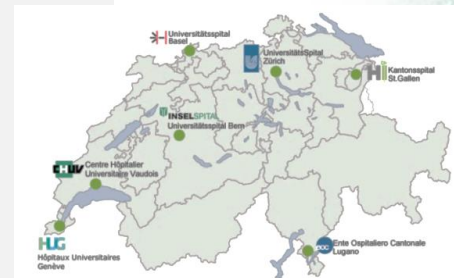 Universitätsspital
Basel
UniversitätsSpital
Zürich
Kantonsspital
St.Gallen
INSELSPITAL
Universitätsspital Bern
CHUV
Centre Hôpitalier
Universitaire Vaudois
HUG
Hôpitaux Universitaires
Genève
EOC
Ente Ospitaliero Cantonale
Lugano